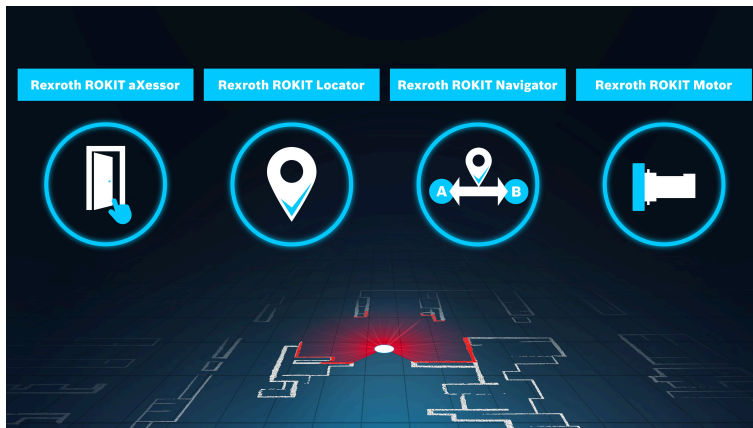 Rexroth ROKIT aXessor
Rexroth ROKIT Locator
Rexroth ROKIT Navigator
Rexroth ROKIT Motor
A
B